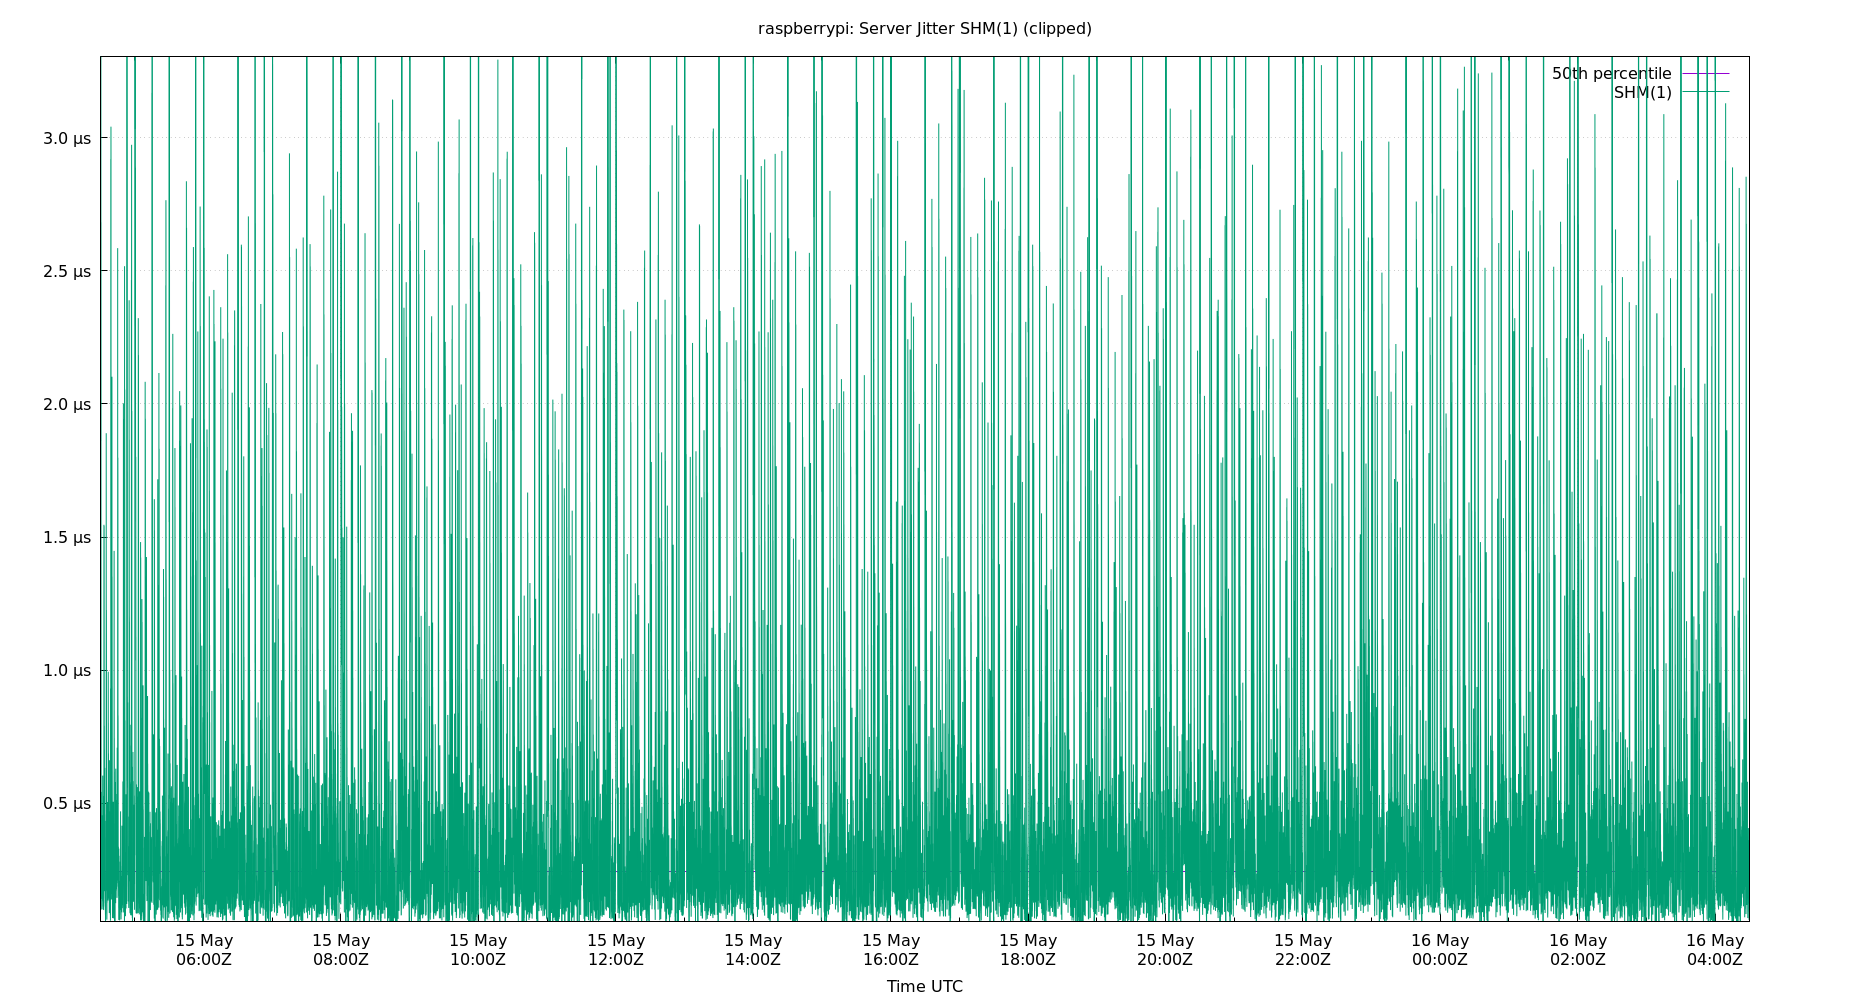 raspberrypi: Server Jitter SHM(1) (clipped)
50th percentile
SHM(1)
3.0 µs
2.5 µs
2.0 µs
1.5 µs
1.0 µs
0.5 µs
15 May 15 May 15 May 15 May 15 May 15 May 15 May 15 May 15 May 16 May 16 May 16 May
06:00Z 08:00Z 10:00Z 12:00Z 14:00Z 16:00Z 18:00Z 20:00Z 22:00Z 00:00Z 02:00Z 04:00Z
Time UTC